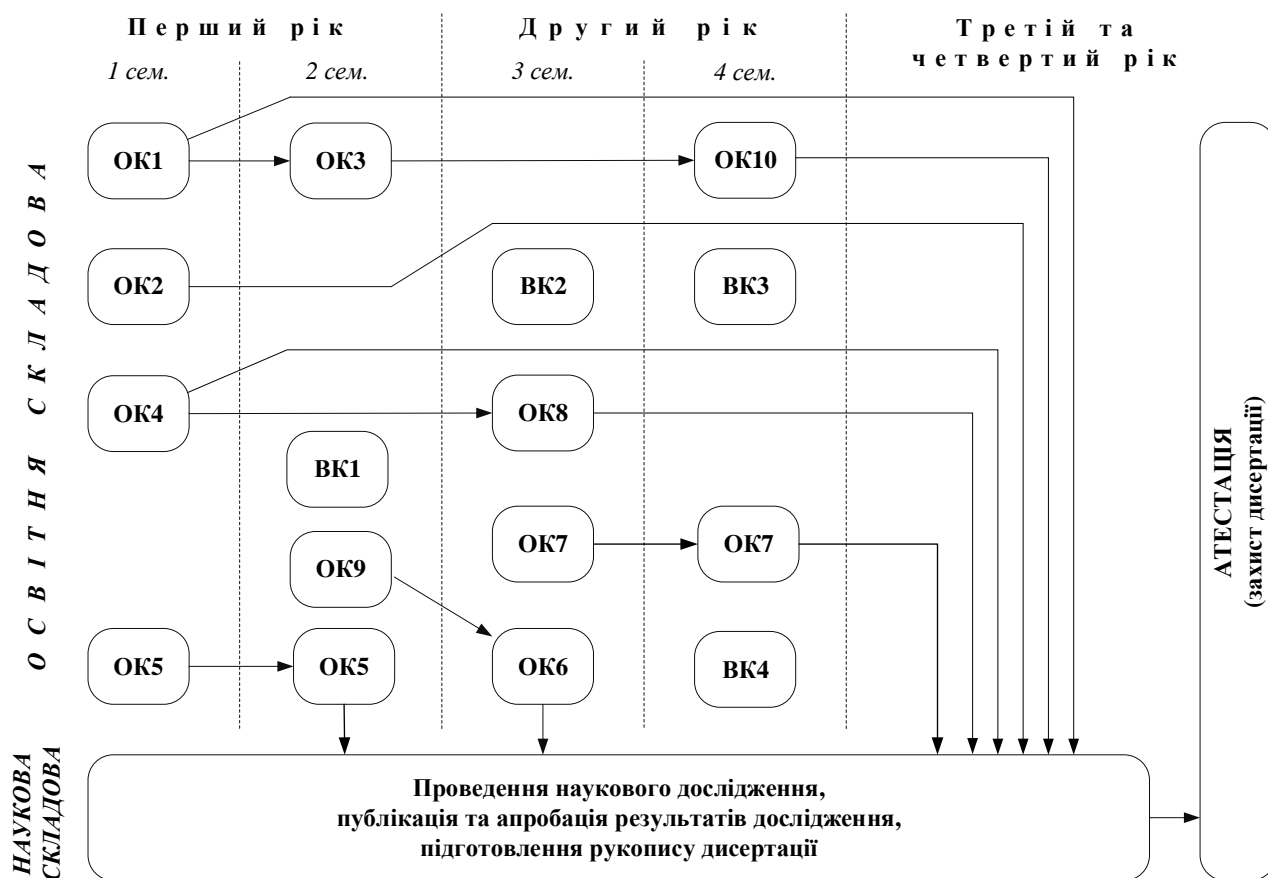 Перший рік
Другий рік
Третій та
четвертий рік
1 сем.
2 сем.
3 сем.
4 сем.
ОСВІТНЯ СКЛАДОВА
ОК1
ОК3
ОК10
ОК2
ВК2
ВК3
ОК4
ОК8
ВК1
ОК7
ОК7
ОК9
ОК5
ОК5
ОК6
ВК4
НАУКОВА
СКЛАДОВА
Проведення наукового дослідження,
публікація та апробація результатів дослідження,
підготовлення рукопису дисертації
АТЕСТАЦІЯ
(захист дисертації)